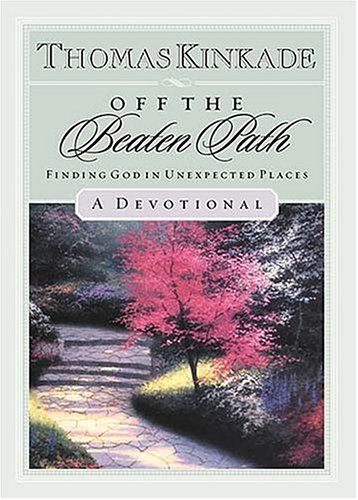 THOMAS KINKADE
OFF THE
Beaten Path
FINDING GOD IN UNEXPECTED PLACES
A DEVOTIONAL